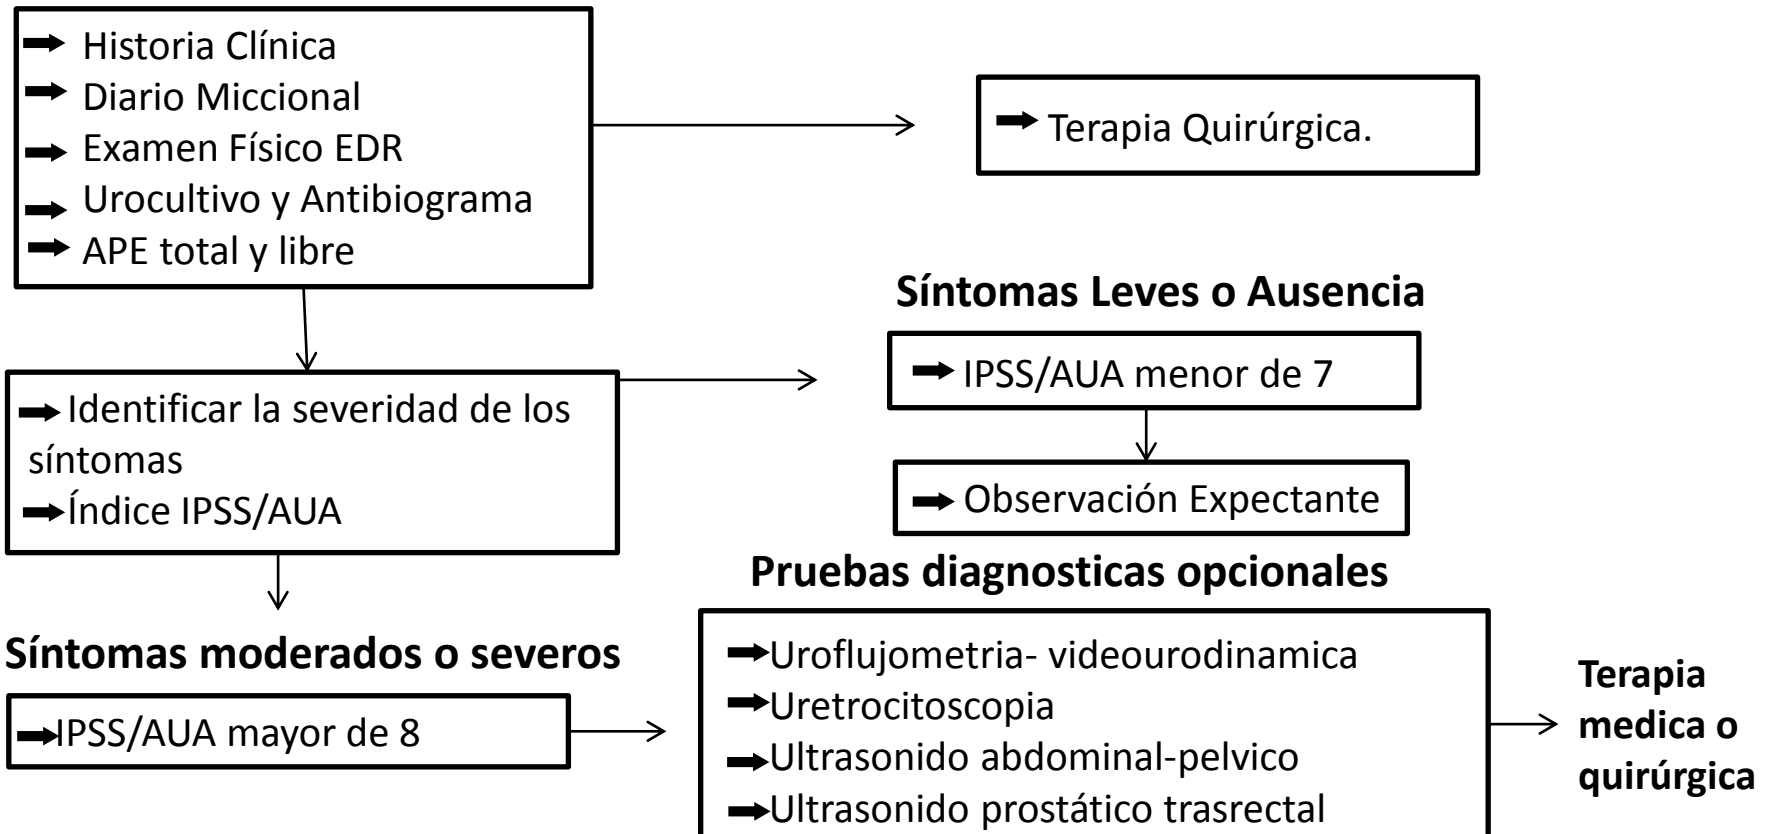 Historia Clínica
Diario Miccional
Examen Físico EDR
Urocultivo y Antibiograma
APE total y libre
Terapia Quirúrgica.
Síntomas Leves o Ausencia
IPSS/AUA menor de 7
Identificar la severidad de los
síntomas
Índice IPSS/AUA
Observación Expectante
Pruebas diagnosticas opcionales
Síntomas moderados o severos
IPSS/AUA mayor de 8
Uroflujometria- videourodinamica
Uretrocitoscopia
Ultrasonido abdominal-pelvico
Ultrasonido prostático trasrectal
Terapia
medica o
quirúrgica